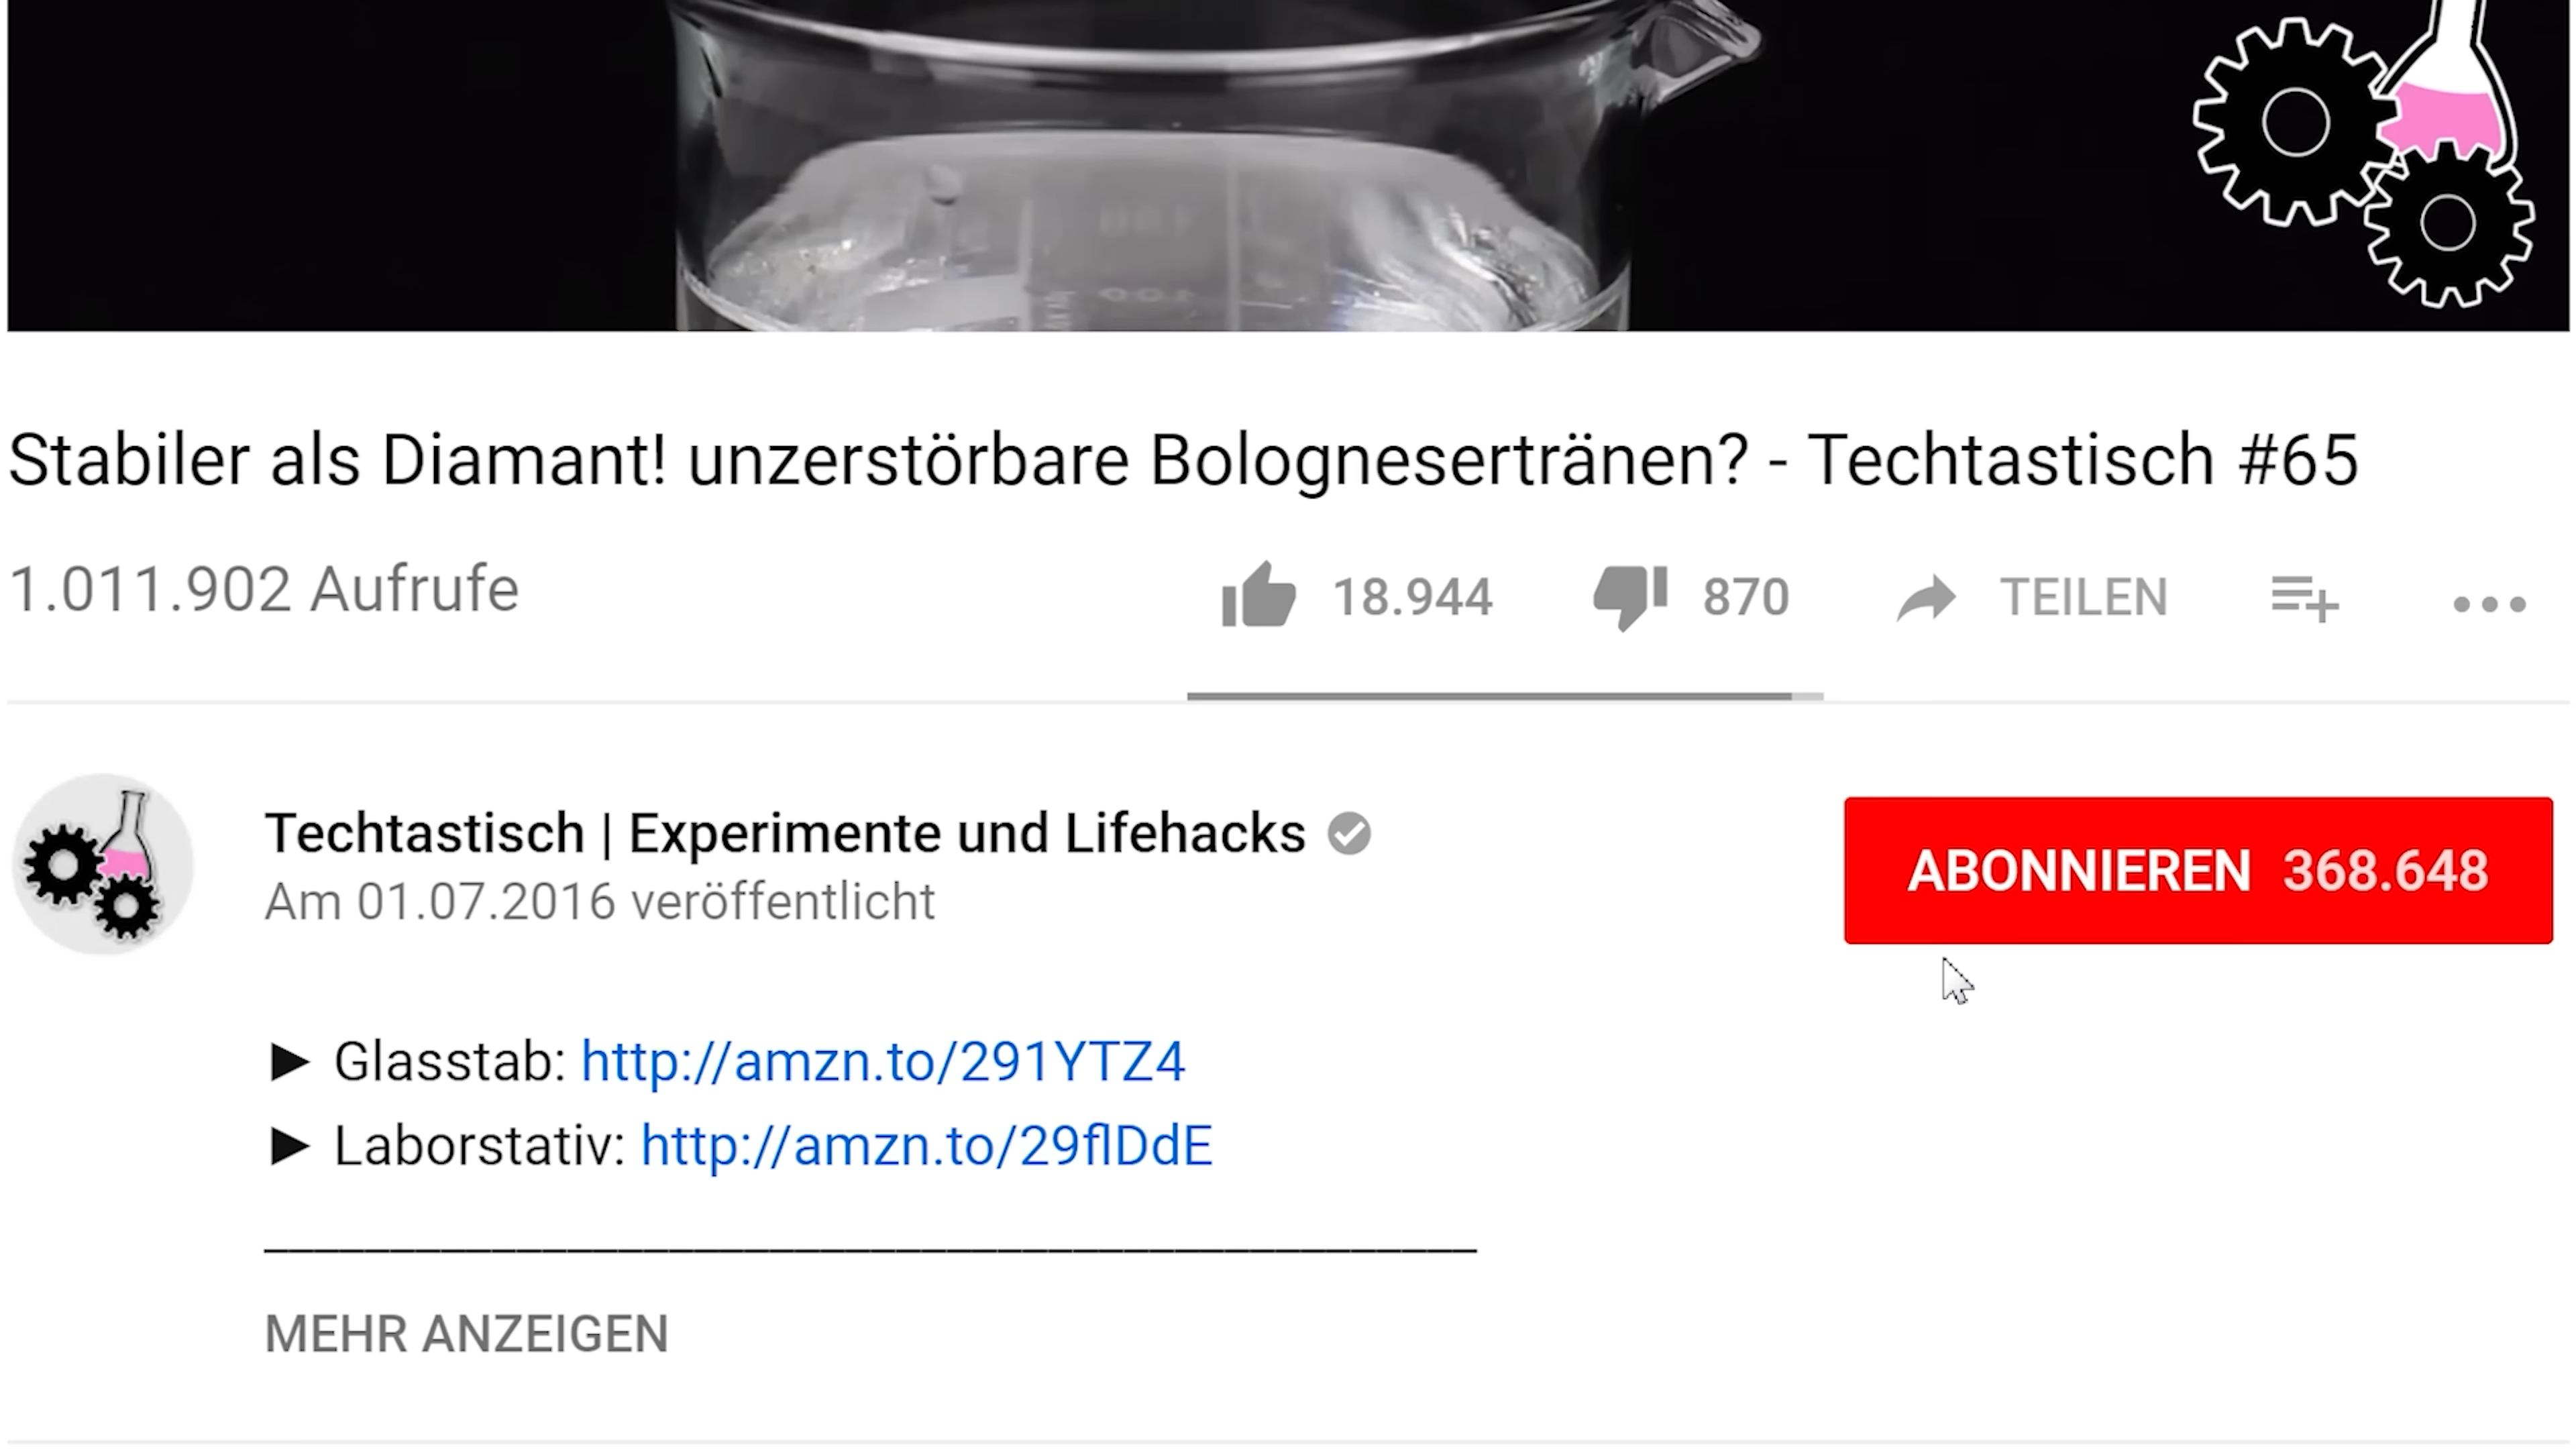 Stabiler als Diamant! unzerstörbare Bolognesertränen? - Techtastisch #65
1.011.902 Aufrufe
18.944
870
TEILEN
Techtastisch | Experimente und Lifehacks
Am 01.07.2016 veröffentlicht
ABONNIEREN 368.648
► Glasstab: http://amzn.to/291YTZ4
► Laborstativ: http://amzn.to/29flDdE
MEHR ANZEIGEN